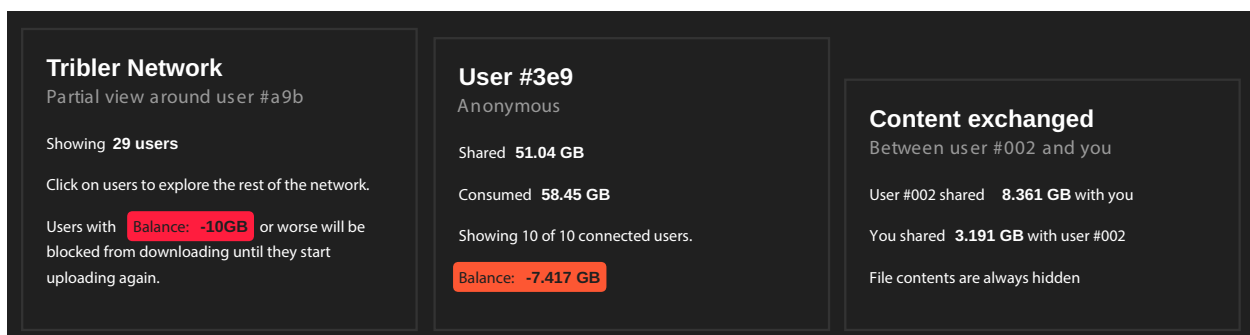 Tribler Network
Partial view around user #a9b
Showing 29 users
Click on users to explore the rest of the network.
Users with Balance: -10GB or worse will be
blocked from downloading until they start
uploading again.
User #3e9
Anonymous
Shared 51.04 GB
Consumed 58.45 GB
Showing 10 of 10 connected users.
Balance: -7.417 GB
Content exchanged
Between user #002 and you
User #002 shared 8.361 GB with you
You shared 3.191 GB with user #002
File contents are always hidden